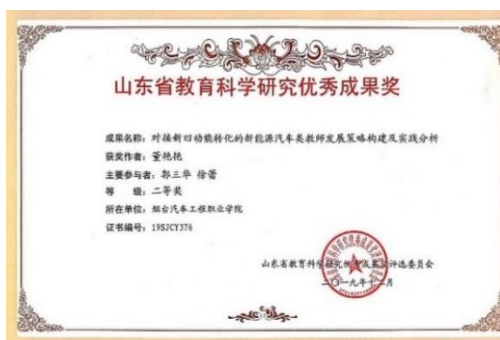 山东省教育科学研究优秀成果奖
成果名称：对接新旧动能转化的新能源汽车类教师发展策略构建及实践分析
获奖作者：董艳艳
主要参与者：郭三华 徐蕾
等 级：二等奖
所在单位：烟台汽车工程职业学院
证书编号：19SJCY376
山东省教育科学研究优秀成果奖评选委员会
二〇一九年十二月